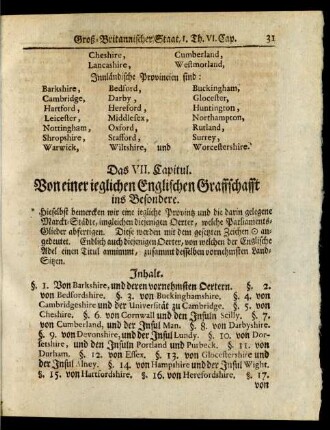 Groß-Britannischer Staat. I. Th. VI. Cap. 31
Cheshire, Cumberland,
Lancashire, Westmorland,
Innländische Provincien sind:
Barkshire, Bedford, Buckingham,
Cambridge, Darby, Glocester,
Hartford, Hereford, Huntington,
Leicester, Middlesex, Northampton,
Nottingham, Oxford, Rutland,
Shropshire, Stafford, Surrey,
Warwick, Wiltshire, und Worcestershire.
Das VII. Capitul.
Von einer ieglichen Englischen Graffschafft
ins Besondere.
Hieselbst bemercken wir eine iegliche Provintz und die darin gelegene
Marckt-Städte, imgleichen diejenigen Oerter, welche Parliaments-
Glieder abfertigen. Diese werden mit dem gesetzten Zeichen ⊙ an-
gedeutet. Endlich auch diejenigen Oerter, von welchen der Englische
Adel einen Titul annimmt, zusammt desselben vornehmsten Land-
Sitzen.
Inhalt.
§. 1. Von Barkshire, und deren vornehmsten Oertern. §. 2.
von Bedfordshire. §. 3. von Buckinghamshire. §. 4. von
Cambridgeshire und der Universität zu Cambridge. §. 5. von
Cheshire. §. 6. von Cornwall und den Insuln Scilly. §. 7.
von Cumberland, und der Insul Man. §. 8. von Darbyshire.
§. 9. von Devonshire, und der Insul Lundy. §. 10. von Dor-
setshire, und den Insuln Portland und Purbeck. §. 11. von
Durham. §. 12. von Essex. §. 13. von Glocestershire und
der Insul Alney. §. 14. von Hampshire und der Insul Wight.
§. 15. von Hartfordshire. §. 16. von Herefordshire. §. 17.
von